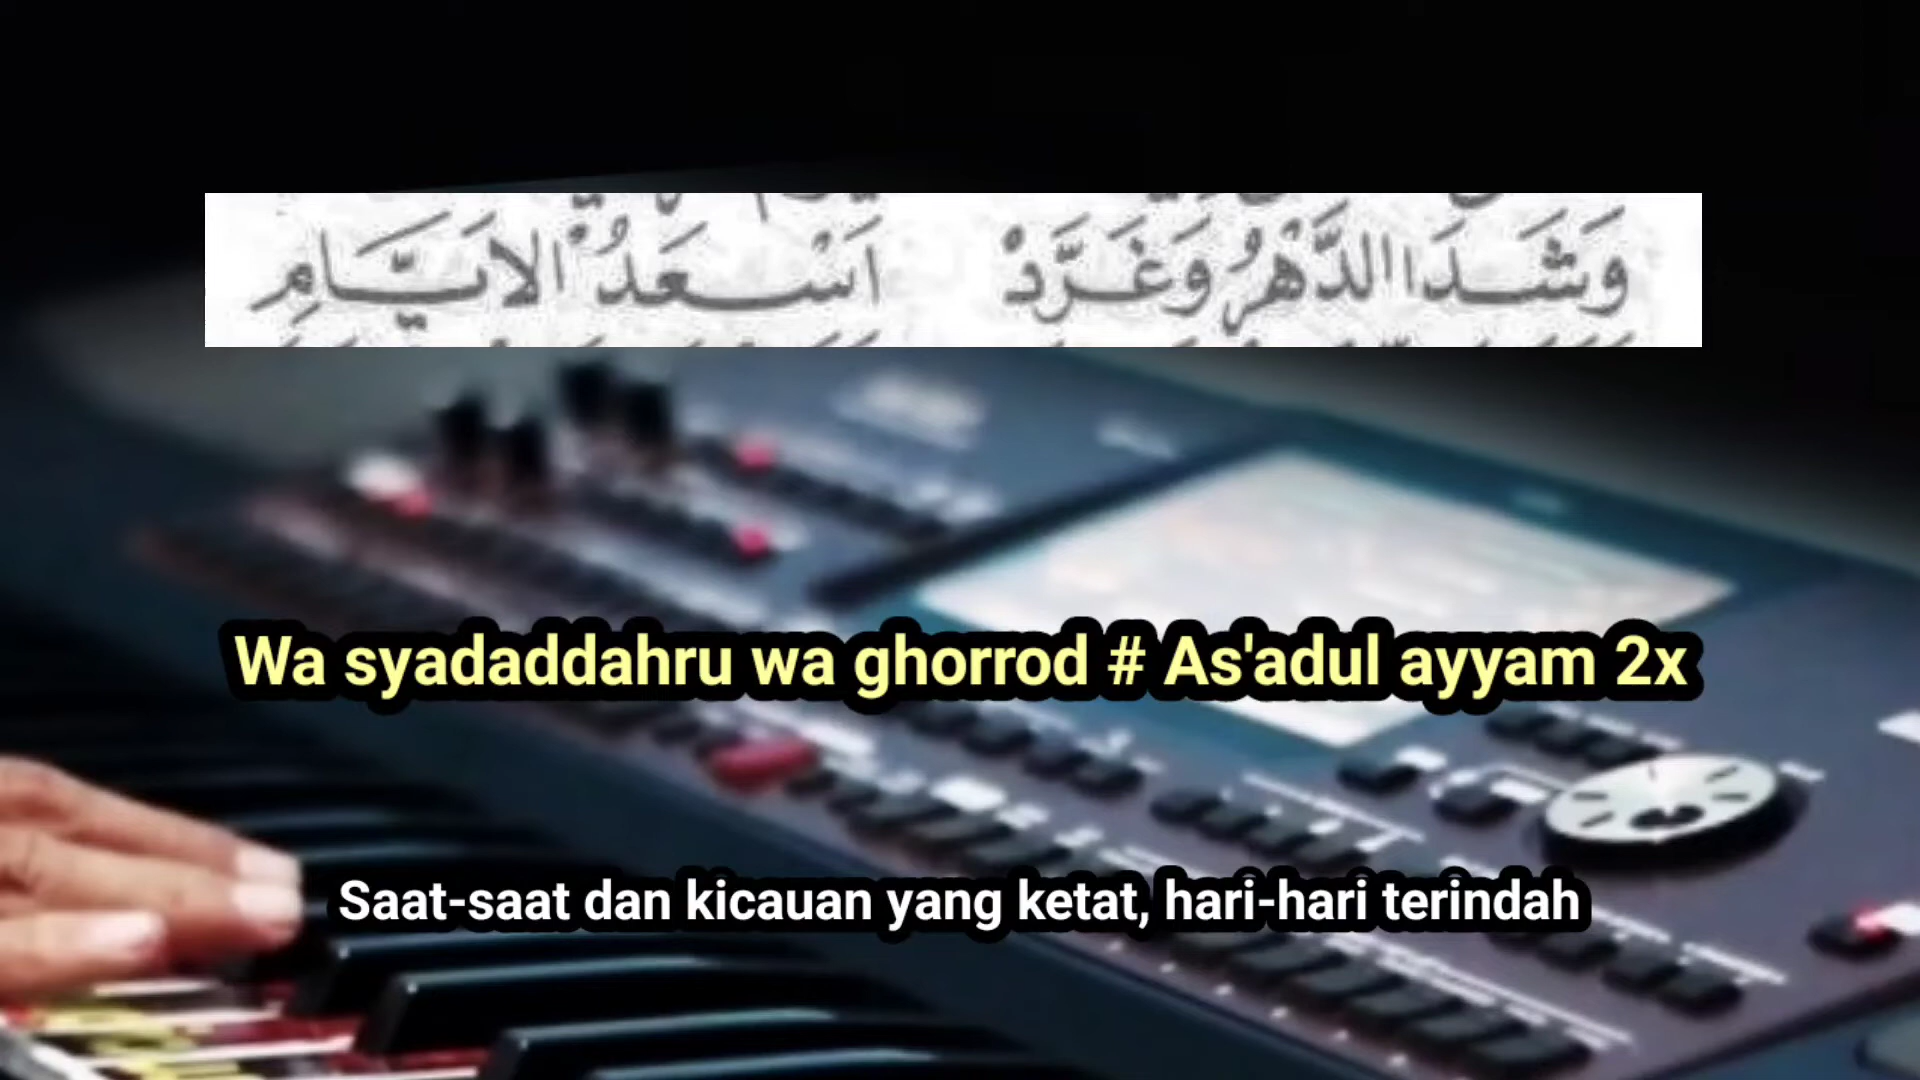 وَشَدَا الدَّهْرُ وَغَرَّدْ اَسْعَدُ الْاَيَّامِ
Wa syadaddahru wa ghorrod # As'adul ayyam 2x
Saat-saat dan kicauan yang ketat, hari-hari terindah